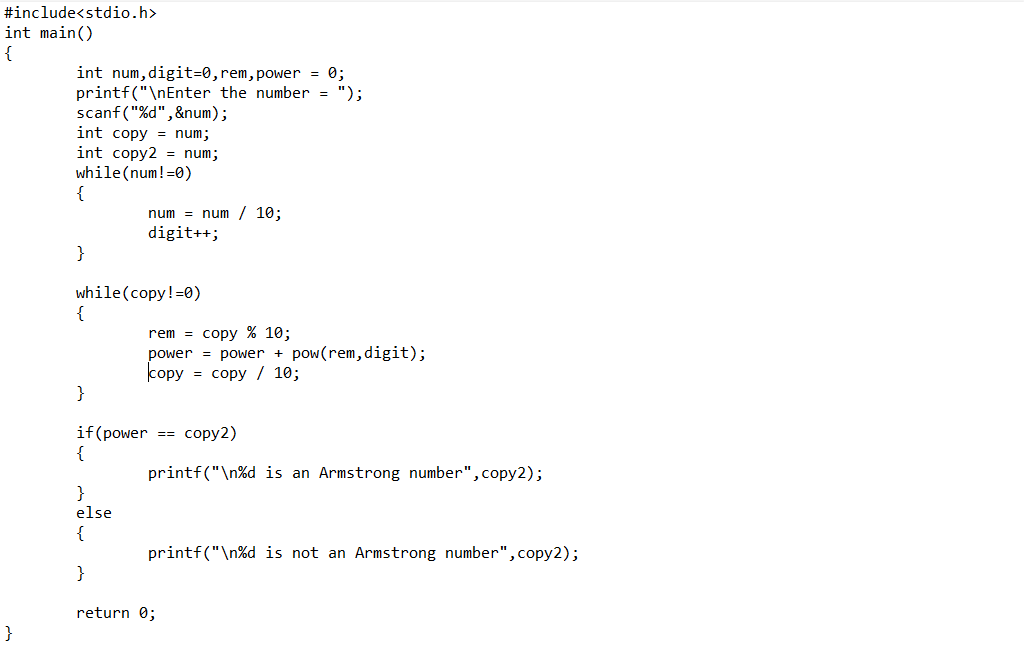 #include<stdio.h>
int main()
{
        int num,digit=0,rem,power = 0;
        printf("\nEnter the number = ");
        scanf("%d",&num);
        int copy = num;
        int copy2 = num;
        while(num!=0)
        {
                num = num / 10;
                digit++;
        }

        while(copy!=0)
        {
                rem = copy % 10;
                power = power + pow(rem,digit);
                copy = copy / 10;
        }

        if(power == copy2)
        {
                printf("\n%d is an Armstrong number",copy2);
        }
        else
        {
                printf("\n%d is not an Armstrong number",copy2);
        }

        return 0;
}